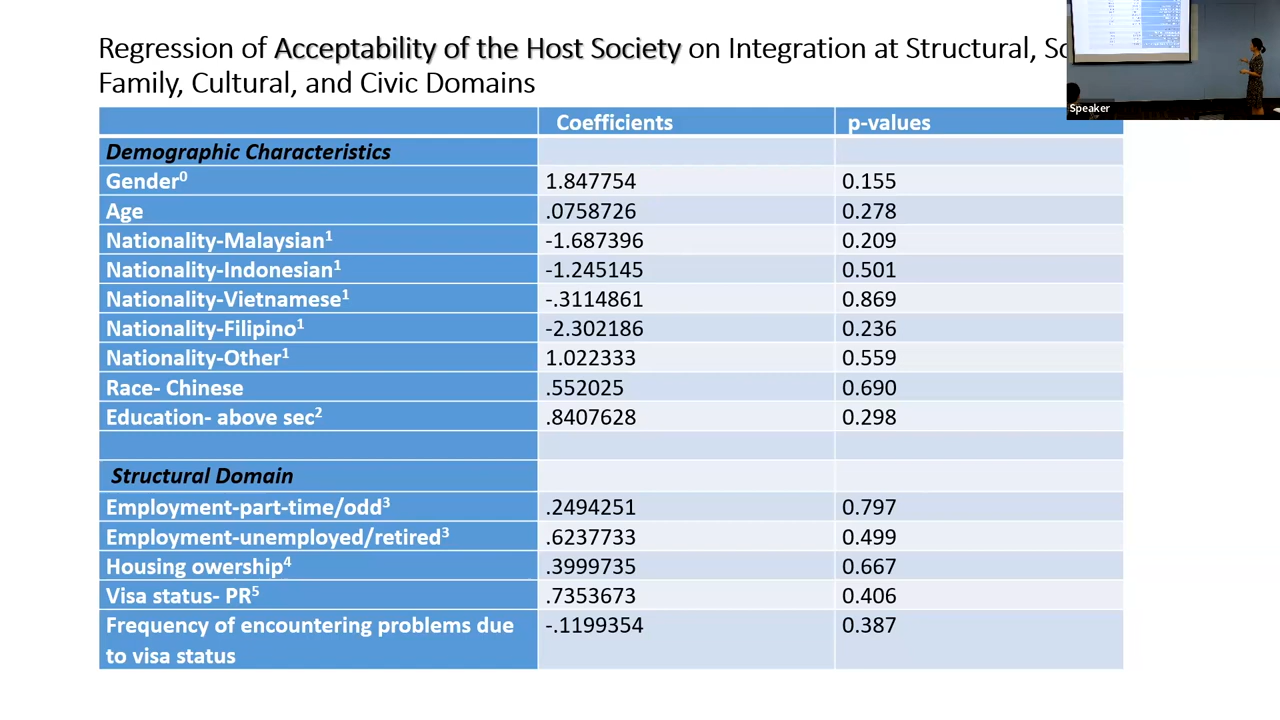 Regression of Acceptability of the Host Society on Integration at Structural,
Family, Cultural, and Civic Domains
Speaker
Coefficients p-values
Demographic Characteristics
Gender⁰ 1.847754 0.155
Age .0758726 0.278
Nationality-Malaysian¹ -1.687396 0.209
Nationality-Indonesian¹ -1.245145 0.501
Nationality-Vietnamese¹ -.3114861 0.869
Nationality-Filipino¹ -2.302186 0.236
Nationality-Other¹ 1.022333 0.559
Race- Chinese .552025 0.690
Education- above sec² .8407628 0.298
Structural Domain
Employment-part-time/odd³ .2494251 0.797
Employment-unemployed/retired³ .6237733 0.499
Housing owership⁴ .3999735 0.667
Visa status- PR⁵ .7353673 0.406
Frequency of encountering problems due -.1199354 0.387
to visa status